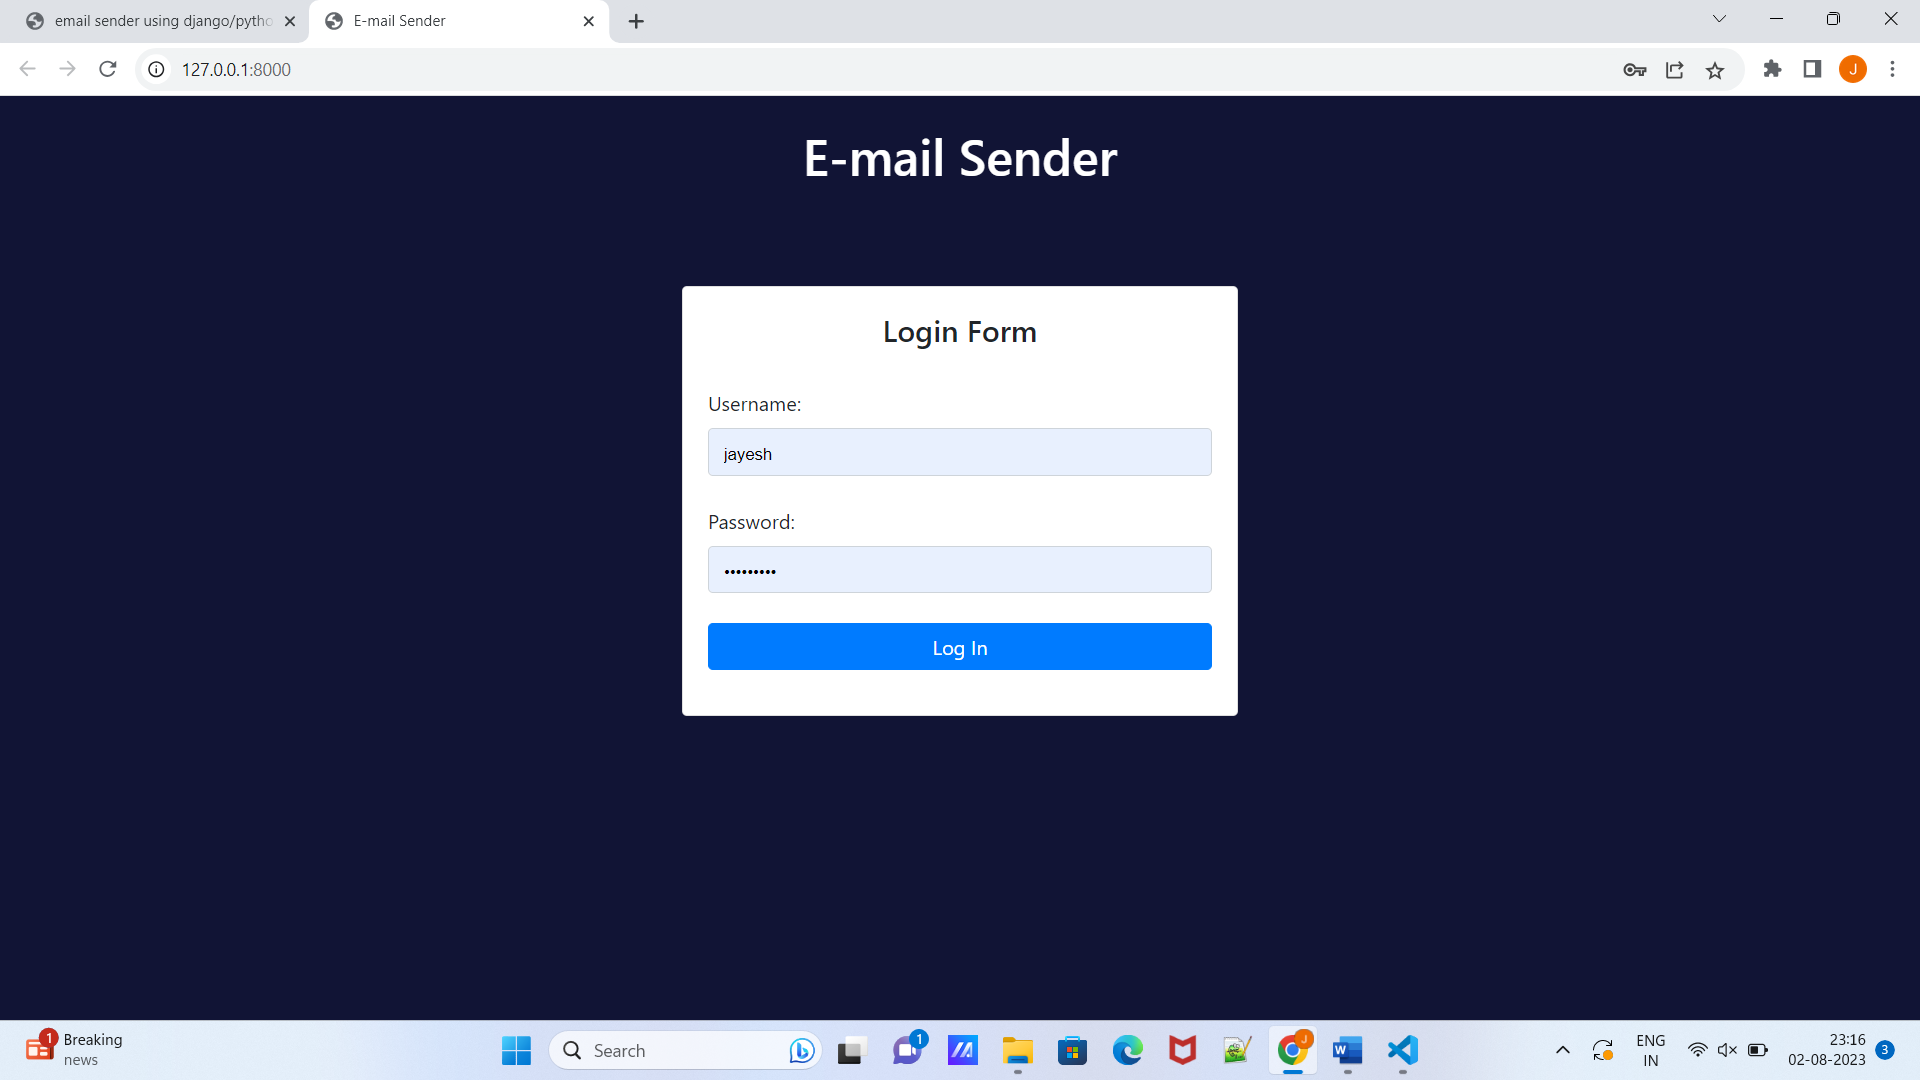 email sender using django/pytho
E-mail Sender
127.0.0.1:8000
J
E-mail Sender
Login Form
Username:
jayesh
Password:
•••••••••
Log In
1
Breaking
news
Search
1
J
W
ENG
IN
23:16
02-08-2023
3